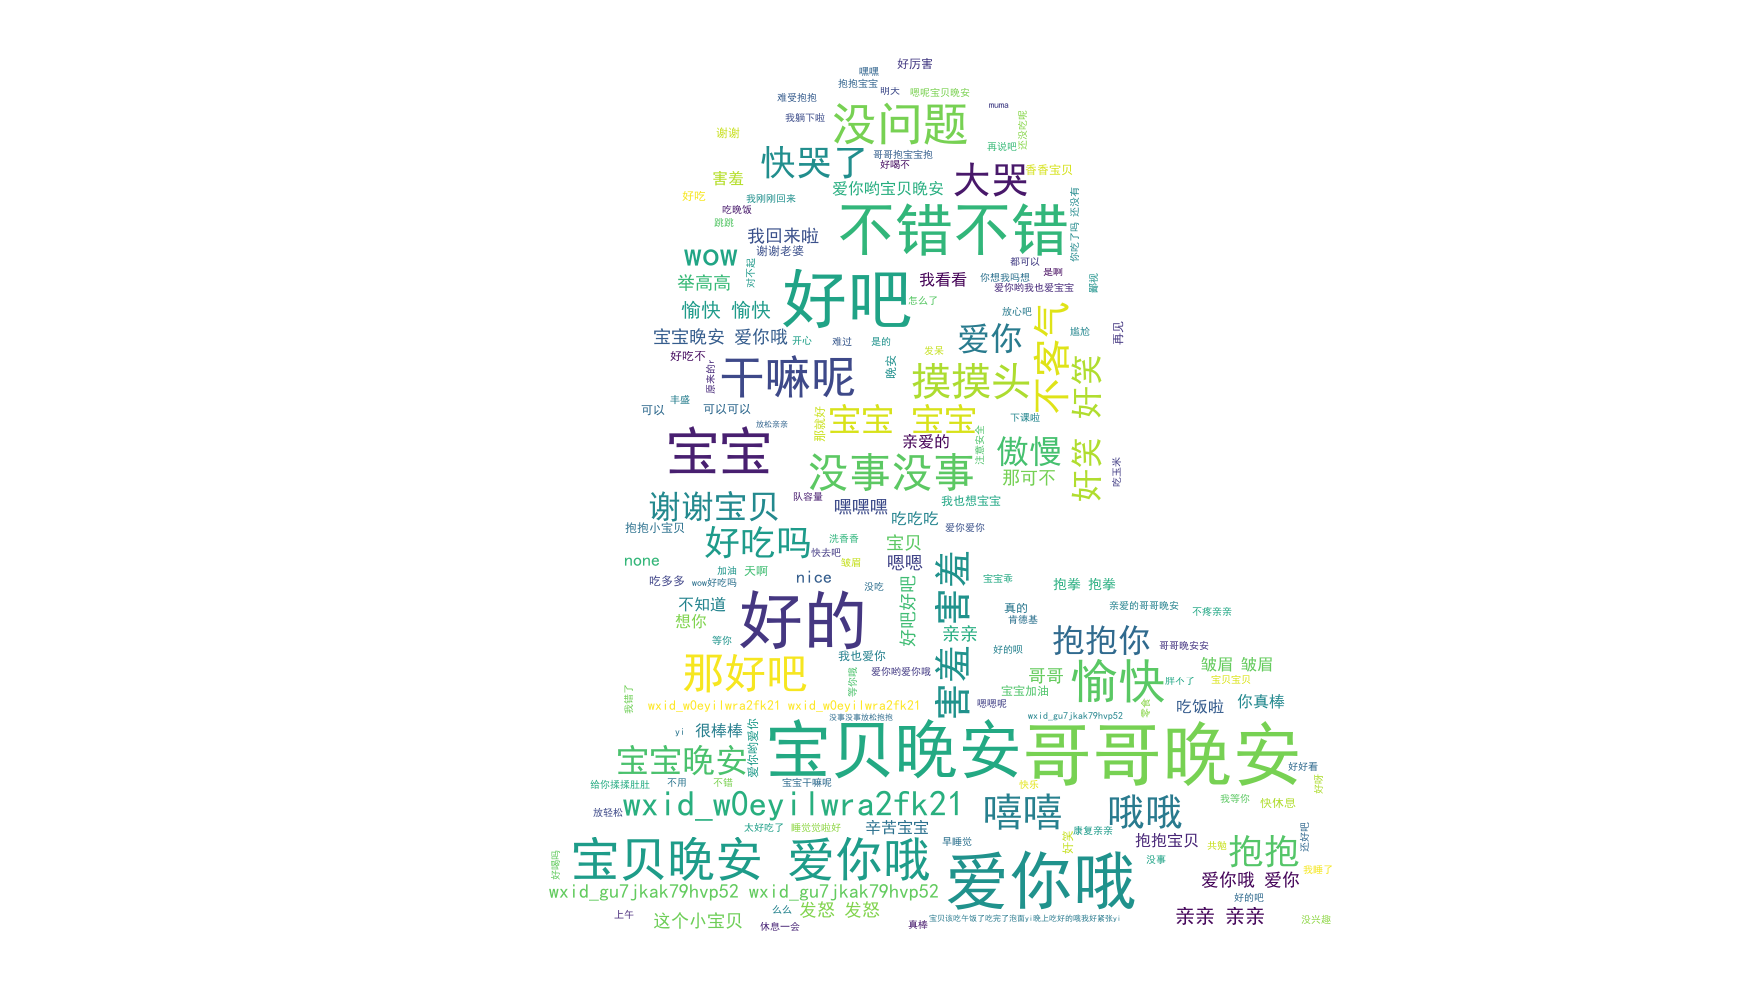 好厉害
嘿嘿
抱抱宝宝
明天
嗯呢宝贝晚安
难受抱抱
muma
没问题
我躺下啦
还没吃呢
谢谢
再说吧
快哭了
哥哥抱宝宝抱
好喝不
大哭
香香宝贝
害羞
爱你哟宝贝晚安
好吃
我刚刚回来
你吃了吗 还没有
吃晚饭
跳跳
不错不错
我回来啦
谢谢老婆
wow
都可以
对不起
是啊
举高高
好吧
我看看
你想我吗想
爱你哟我也爱宝宝
鄙视
怎么了
愉快 愉快
放心吧
不客气
宝宝晚安 爱你哦
开心
难过
是的
爱你
尴尬
再见
好吃不
发呆
原来的r
干嘛呢
晚安
摸摸头
奸笑
丰盛
可以
可以可以
那就好
宝宝 宝宝
下课啦
放松亲亲
宝宝
亲爱的
注意安全
傲慢
奸笑
没事没事
那可不
吃玉米
谢谢宝贝
队容量
嘿嘿嘿
我也想宝宝
抱抱小宝贝
好吃吗
洗香香
吃吃吃
爱你爱你
宝贝
快去吧
none
皱眉
嗯嗯
害羞
加油
天啊
吃多多
wow好吃吗
nice
没吃
好吧好吧
宝宝乖
抱拳 抱拳
不知道
好的
真的
亲爱的哥哥晚安
不疼亲亲
想你
肯德基
等你
亲亲
抱抱你
哥哥晚安安
那好吧
我也爱你
好的呗
害羞
皱眉 皱眉
等你哦
爱你哟爱你哦
哥哥
愉快
胖不了
宝贝宝贝
我错了
宝宝加油
wxid_w0eyilwra2fk21 wxid_w0eyilwra2fk21
嗯嗯呢
零食
吃饭啦
你真棒
没事没事放松抱抱
wxid_gu7jkak79hvp52
yi
很棒棒
爱你哟爱你
宝贝晚安
哥哥晚安
宝宝晚安
好好看
给你揉揉肚肚
不用
不错
宝宝干嘛呢
快乐
好呀
放轻松
wxid_w0eyilwra2fk21
嘻嘻
哦哦
我等你
快休息
太好吃了
睡觉觉啦好
辛苦宝宝
早睡觉
奸笑
康复亲亲
抱抱宝贝
共勉
抱抱
还好吧
好喝吗
宝贝晚安 爱你哦
爱你哦
没事
我睡了
wxid_gu7jkak79hvp52 wxid_gu7jkak79hvp52
爱你哦 爱你
好的吧
上午
这个小宝贝
么么
发怒 发怒
休息一会
真棒
宝贝该吃午饭了吃完了泡面yi晚上吃好的哦我好紧张yi
亲亲 亲亲
没兴趣